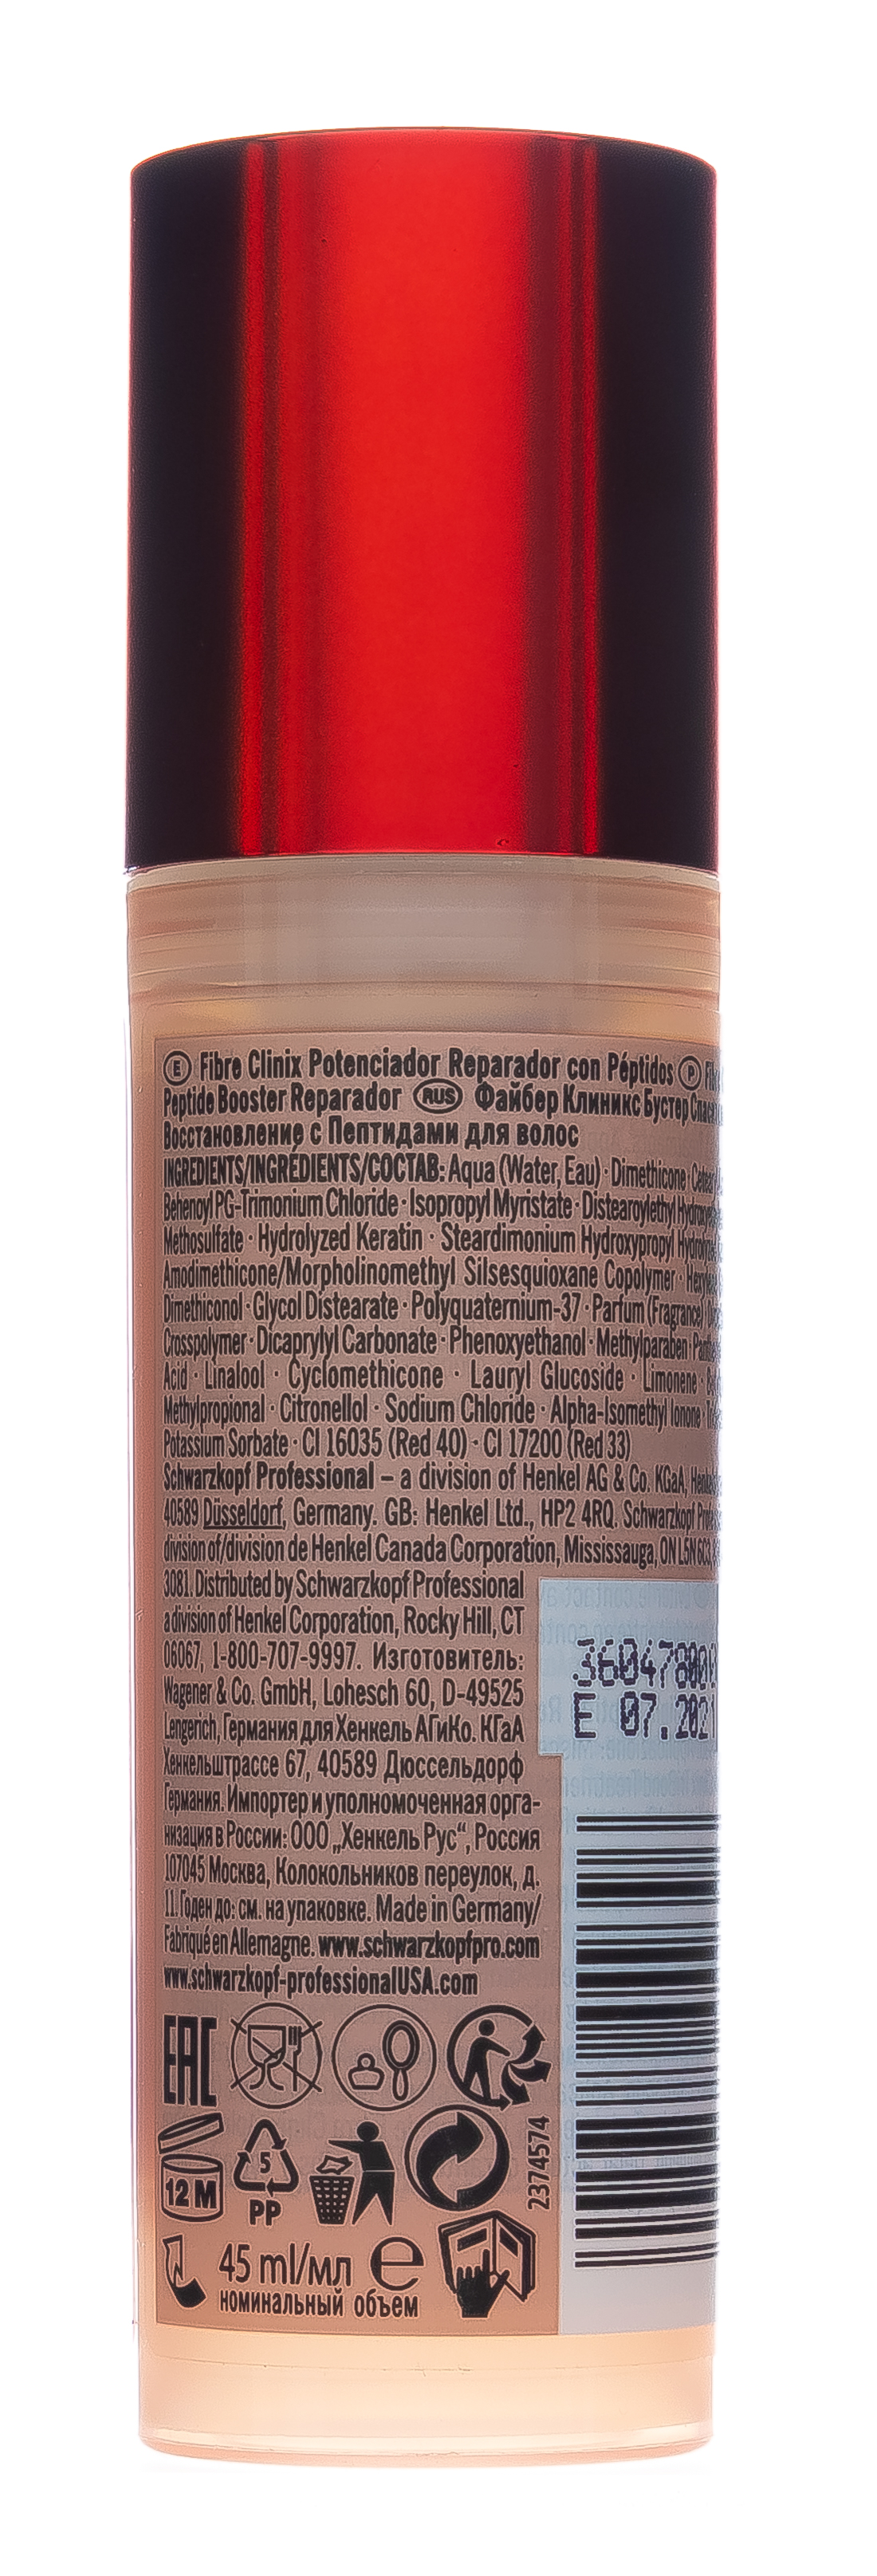 E Fibre Clinix Potenciador Reparador con Péptidos P
Peptide Booster Reparador RUS Файбер Клиникс Бустер
Восстановление с Пептидами для волос
INGREDIENTS/INGRÉDIENTS/СОСТАВ: Aqua (Water, Eau) · Dimethicone
Behenoyl PG-Trimonium Chloride · Isopropyl Myristate · Distearoylethyl
Methosulfate · Hydrolyzed Keratin · Steardimonium Hydroxypropyl
Amodimethicone/Morpholinomethyl Silsesquioxane Copolymer ·
Dimethiconol · Glycol Distearate · Polyquaternium-37 · Parfum (Fragrance)
Crosspolymer · Dicaprylyl Carbonate · Phenoxyethanol · Methylparaben ·
Acid · Linalool · Cyclomethicone · Lauryl Glucoside · Limonene ·
Methylpropional · Citronellol · Sodium Chloride · Alpha-Isomethyl Ionone ·
Potassium Sorbate · CI 16035 (Red 40) · CI 17200 (Red 33)
Schwarzkopf Professional – a division of Henkel AG & Co. KGaA,
40589 Düsseldorf, Germany. GB: Henkel Ltd., HP2 4RQ. Schwarzkopf
division of/division de Henkel Canada Corporation, Mississauga, ON L5N 6C3,
3081. Distributed by Schwarzkopf Professional
a division of Henkel Corporation, Rocky Hill, CT
06067, 1-800-707-9997. Изготовитель:
Wagener & Co. GmbH, Lohesch 60, D-49525
Lengerich, Германия для Хенкель АГ и Ко. КГаА
Хенкельштрассе 67, 40589 Дюссельдорф
Германия. Импортер и уполномоченная орга-
низация в России: ООО „Хенкель Рус“, Россия
107045 Москва, Колокольников переулок, д.
11. Годен до: см. на упаковке. Made in Germany/
Fabriqué en Allemagne. www.schwarzkopfpro.com
www.schwarzkopf-professionalUSA.com
E 07.2021
EAC
12 M
5
PP
2374574
45 ml/мл e
номинальный объем